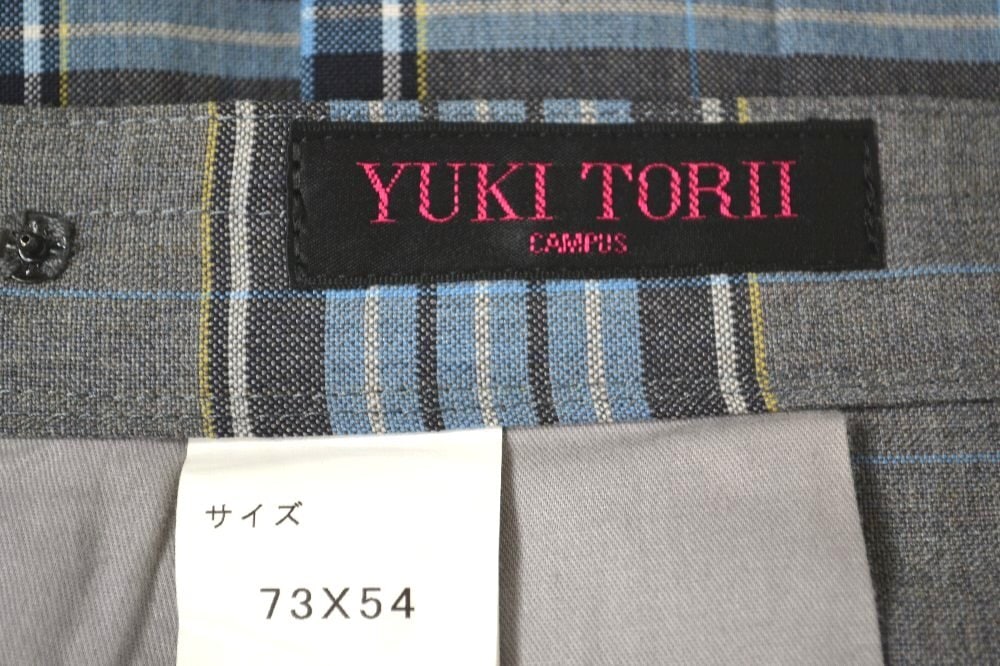 YUKI TORII
CAMPUS
サイズ
73X54